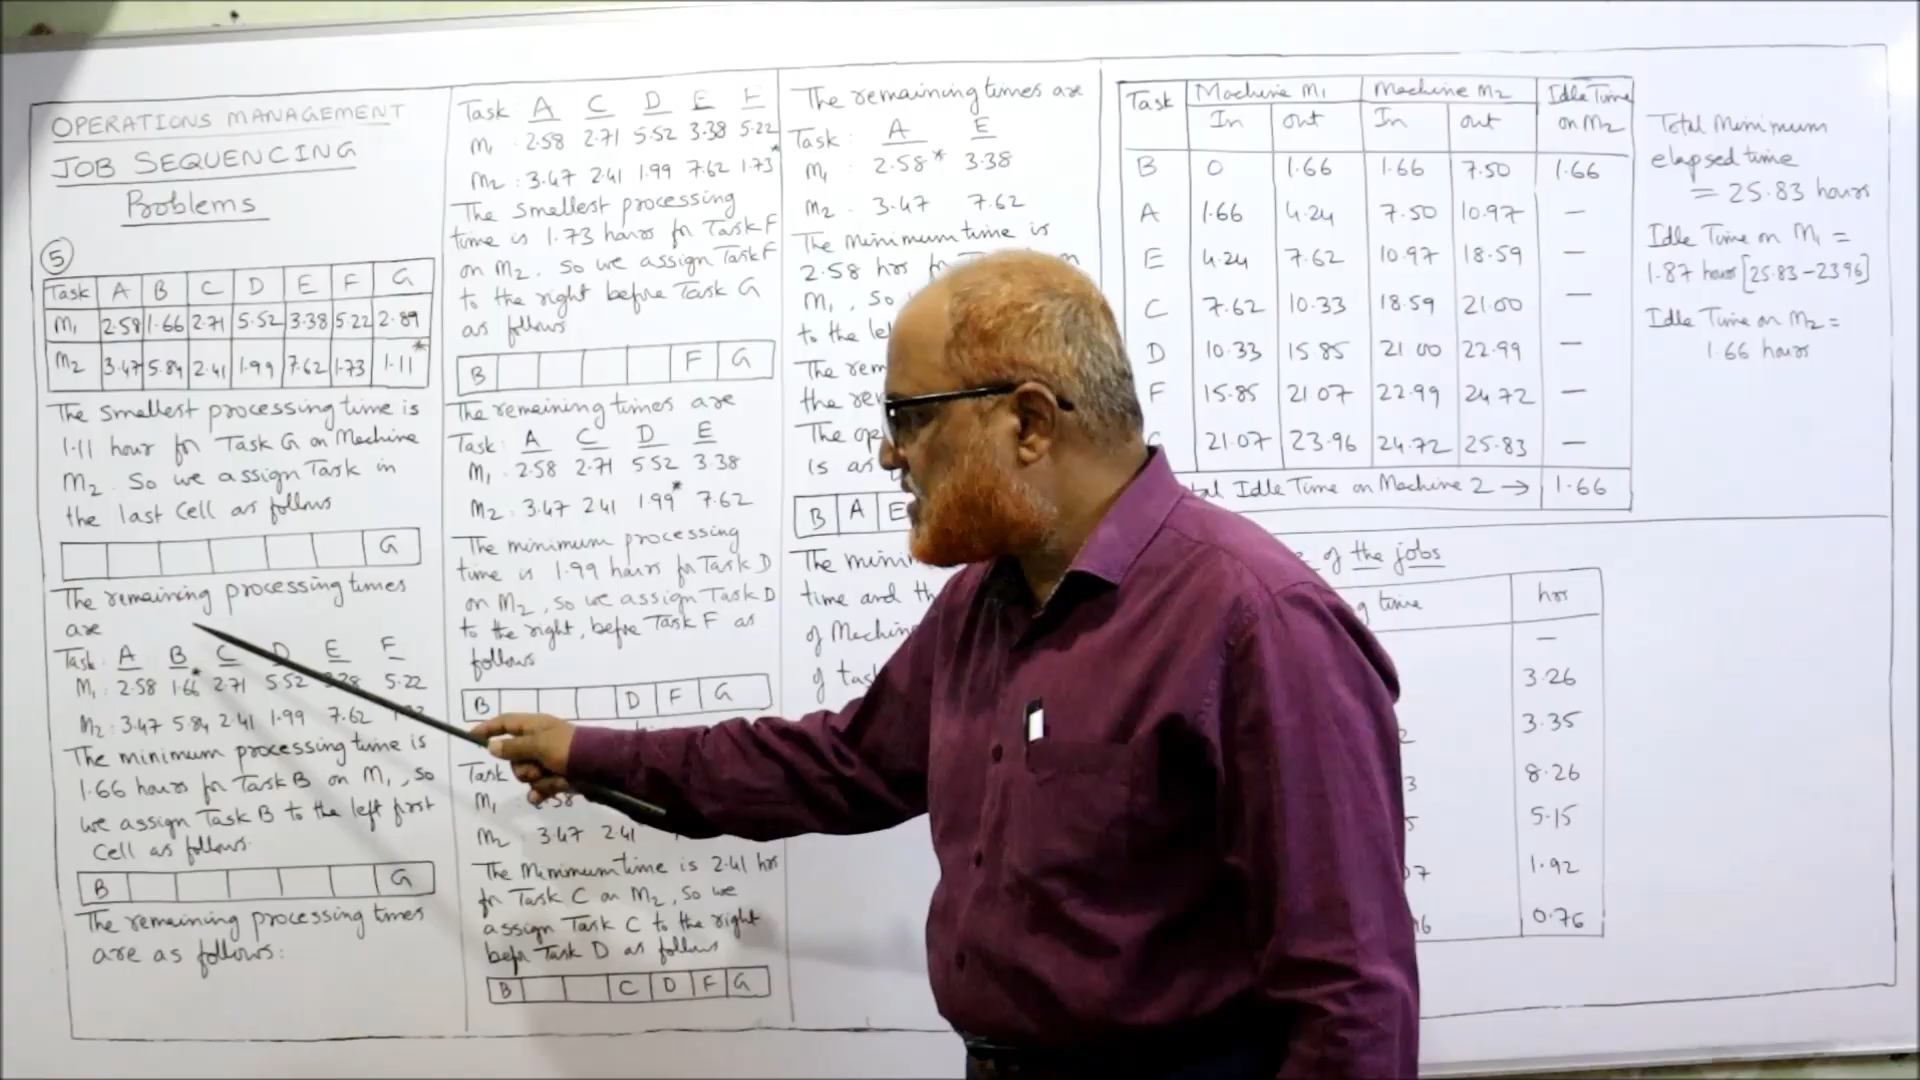 OPERATIONS MANAGEMENT
JOB SEQUENCING
Problems
5
Task A B C D E F G
M1 2.58 1.66 2.71 5.52 3.38 5.22 2.89
M2 3.47 5.84 2.41 1.99 7.62 1.73 1.11*
The smallest processing time is
1.11 hour for Task G on Machine
M2. So we assign Task in
the last cell as follows
G
The remaining processing times
are
Task: A B C D E F
M1: 2.58 1.66* 2.71 5.52 3.38 5.22
M2: 3.47 5.84 2.41 1.99 7.62
The minimum processing time is
1.66 hours for Task B on M1, so
we assign Task B to the left first
cell as follows.
B G
The remaining processing times
are as follows:
Task: A C D E F
M1 2.58 2.71 5.52 3.38 5.22
M2: 3.47 2.41 1.99 7.62 1.73*
The smallest processing
time is 1.73 hours for Task F
on M2. So we assign Task F
to the right before Task G
as follows
B F G
The remaining times are
Task: A C D E
M1: 2.58 2.71 5.52 3.38
M2: 3.47 2.41 1.99* 7.62
The minimum processing
time is 1.99 hours for Task D
on M2, so we assign Task D
to the right, before Task F as
follows
B D F G
Task
M1: 2.58
M2 3.47 2.41
The Minimum time is 2.41 hrs
for Task C on M2, so we
assign Task C to the right
befor Task D as follows
B C D F G
The remaining times are
Task: A E
M1 2.58* 3.38
M2. 3.47 7.62
The minimum time is
2.58 hrs
M1, So
to the
The
the
The
is as
B A E
The
time and
of Machine
of
Task Machine M1 Machine M2 Idle Time on M2
In out In out
B 0 1.66 1.66 7.50 1.66
A 1.66 4.24 7.50 10.97 —
E 4.24 7.62 10.97 18.59 —
C 7.62 10.33 18.59 21.00 —
D 10.33 15.85 21.00 22.99 —
F 15.85 21.07 22.99 24.72 —
21.07 23.96 24.72 25.83 —
Idle Time on Machine 2 → 1.66
of the jobs
time hrs
—
3.26
3.35
8.26
5.15
1.92
0.76
Total Minimum
elapsed time
= 25.83 hours
Idle Time on M1 =
1.87 hours [25.83-23.96]
Idle Time on M2 =
1.66 hours